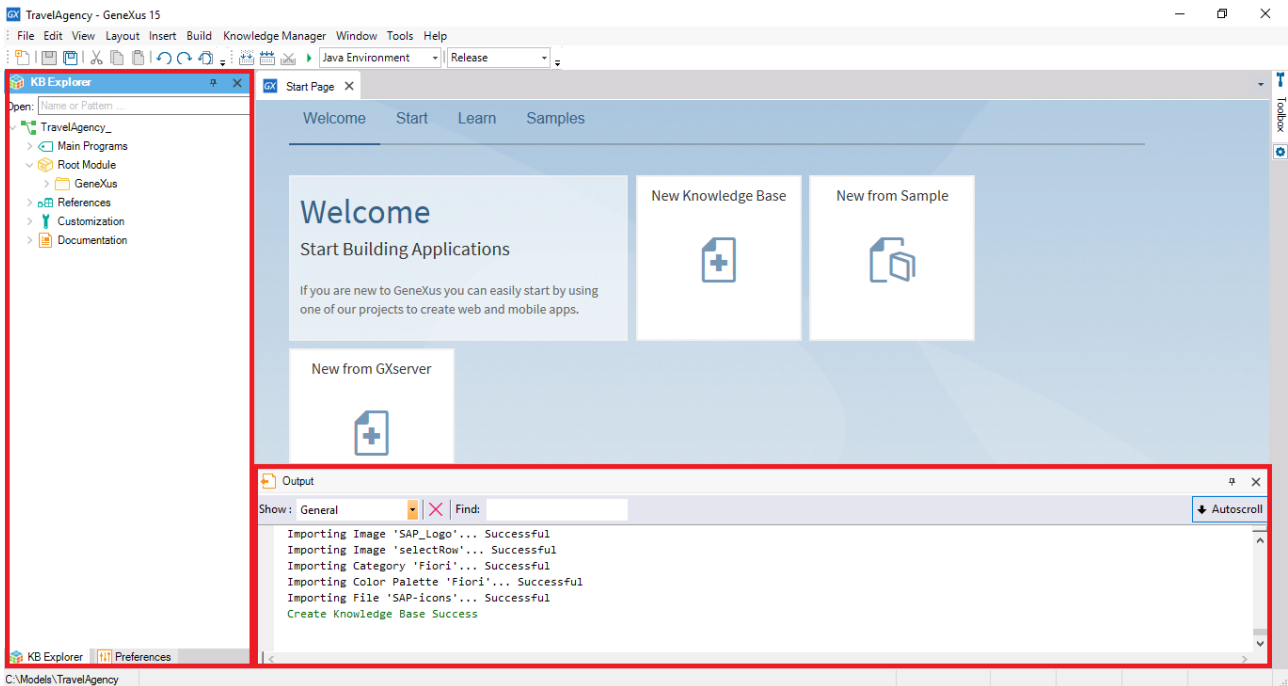 GX TravelAgency - GeneXus 15
File Edit View Layout Insert Build Knowledge Manager Window Tools Help
Java Environment Release
KB Explorer
Open: Name or Pattern ...
TravelAgency_
Main Programs
Root Module
GeneXus
References
Customization
Documentation
KB Explorer Preferences
GX Start Page
Welcome Start Learn Samples
Welcome
Start Building Applications
If you are new to GeneXus you can easily start by using
one of our projects to create web and mobile apps.
New Knowledge Base
New from Sample
New from GXserver
Toolbox
Output
Show: General Find: Autoscroll
Importing Image 'SAP_Logo'... Successful
Importing Image 'selectRow'... Successful
Importing Category 'Fiori'... Successful
Importing Color Palette 'Fiori'... Successful
Importing File 'SAP-icons'... Successful
Create Knowledge Base Success
C:\Models\TravelAgency